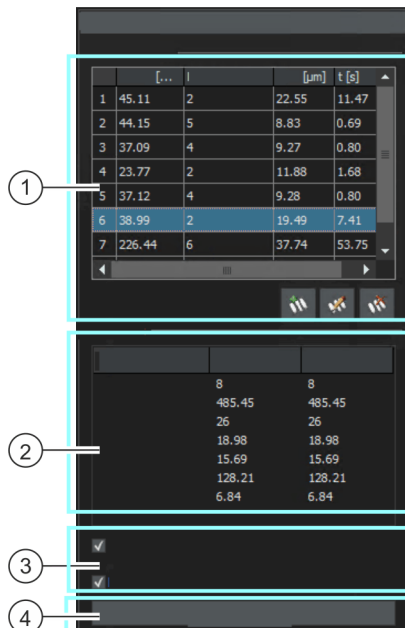 [... I [µm] t [s]
1 45.11 2 22.55 11.47
2 44.15 5 8.83 0.69
3 37.09 4 9.27 0.80
1
4 23.77 2 11.88 1.68
5 37.12 4 9.28 0.80
6 38.99 2 19.49 7.41
7 226.44 6 37.74 53.75
8 8
485.45 485.45
26 26
2
18.98 18.98
15.69 15.69
128.21 128.21
6.84 6.84
3
4